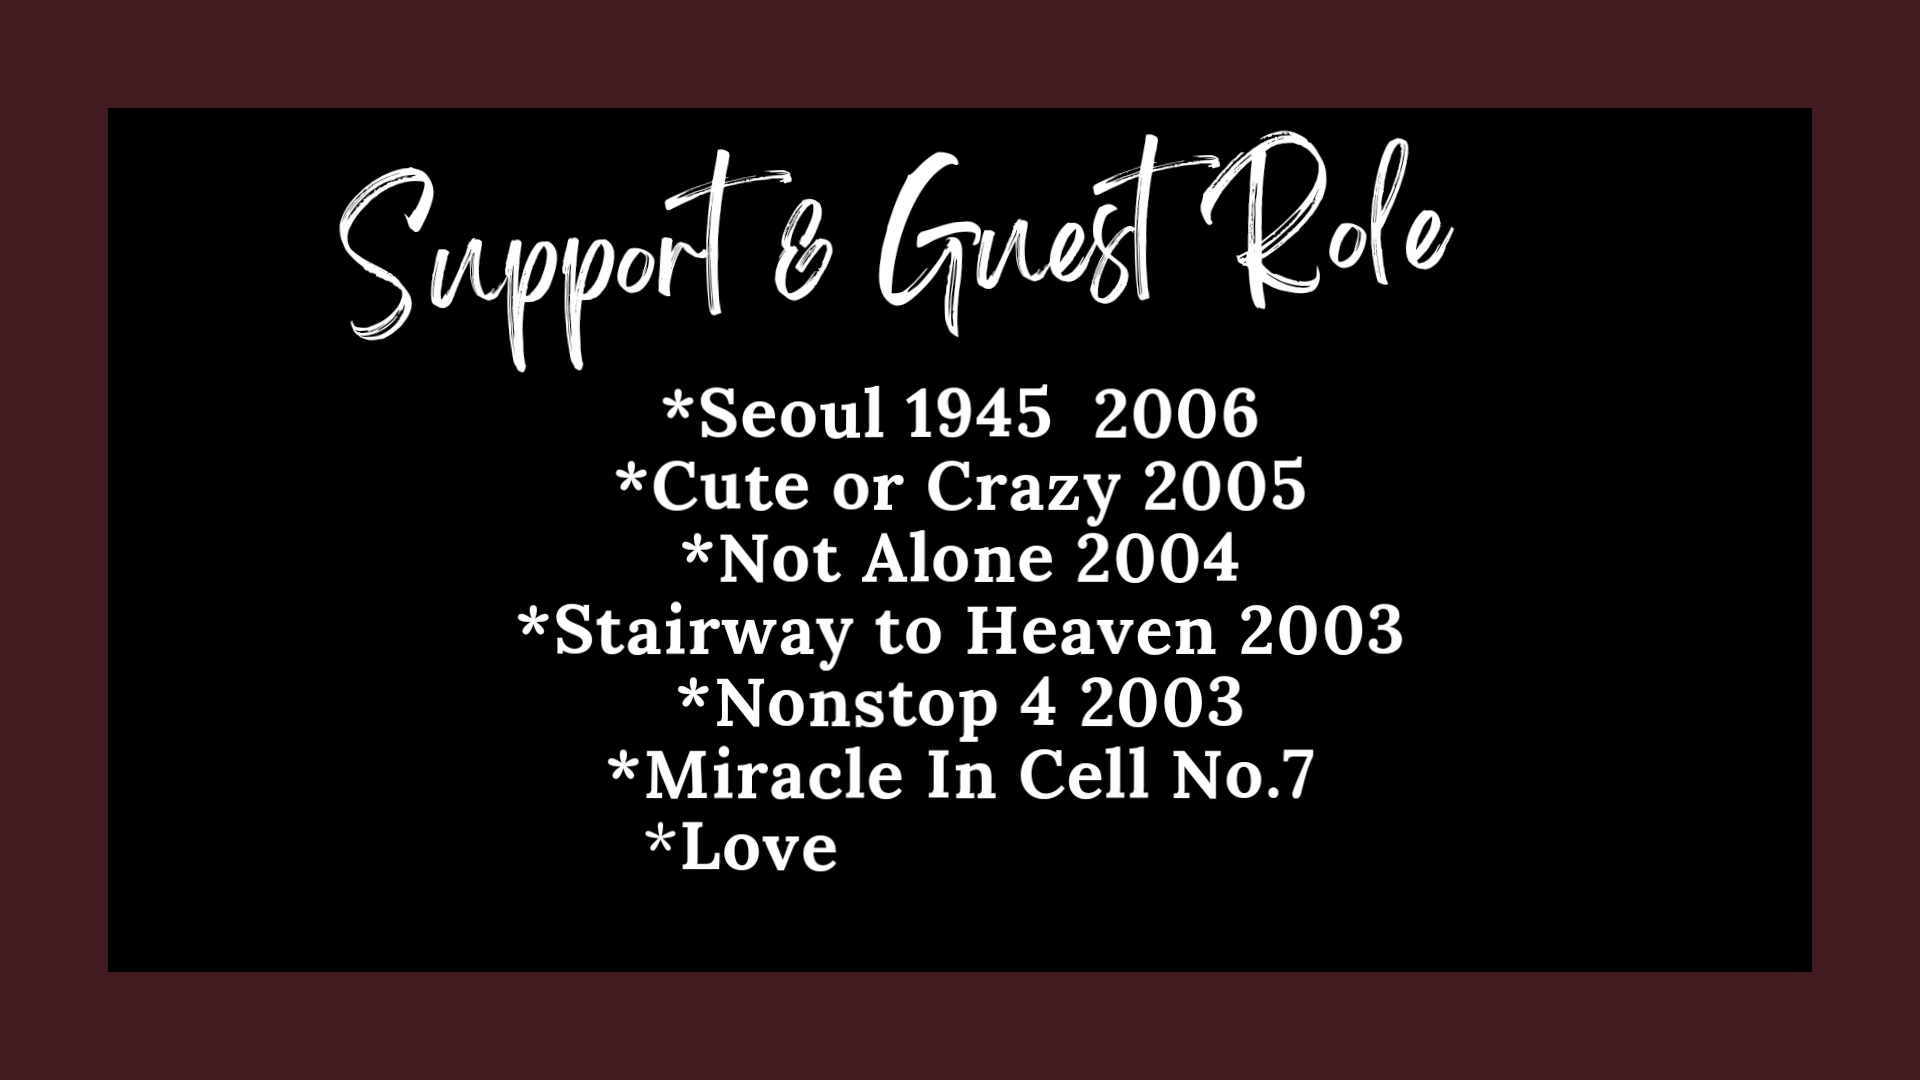 Support & Guest Role
*Seoul 1945  2006
*Cute or Crazy 2005
*Not Alone 2004
*Stairway to Heaven 2003
*Nonstop 4 2003
*Miracle In Cell No.7
*Love